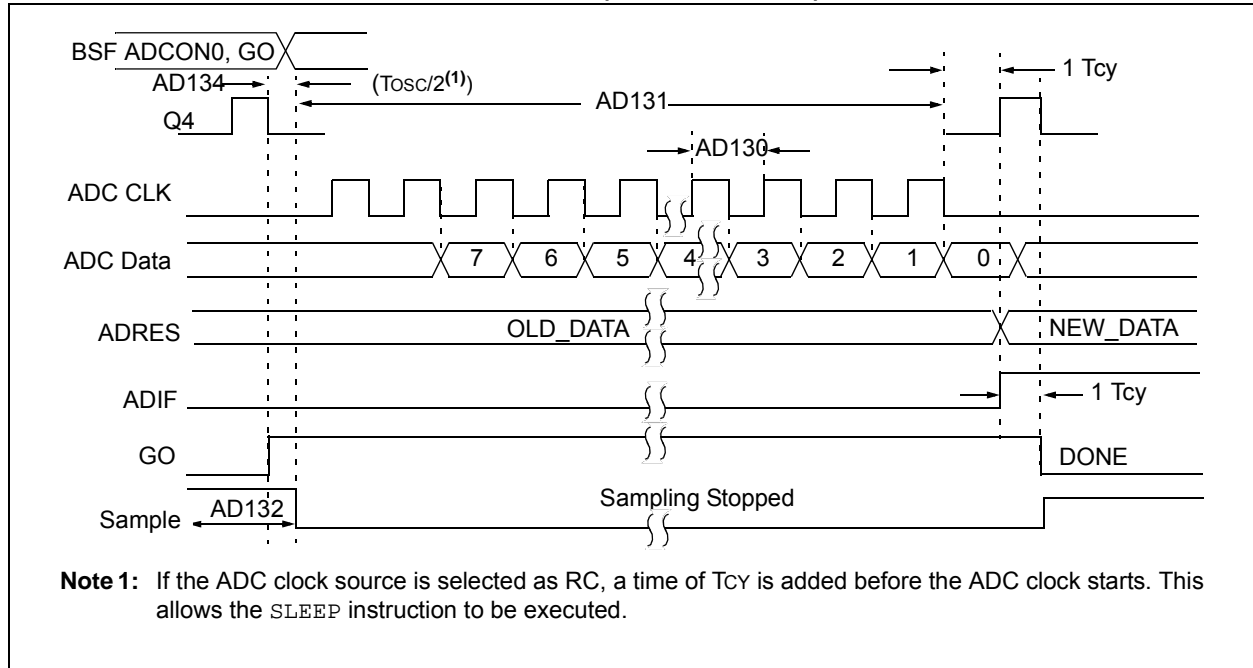 BSF ADCON0, GO
AD134
(TOSC/2(1))
1 Tcy
AD131
Q4
AD130
ADC CLK
ADC Data
7 6 5 4 3 2 1 0
ADRES
OLD_DATA
NEW_DATA
ADIF
1 Tcy
GO
DONE
Sample
AD132
Sampling Stopped
Note 1: If the ADC clock source is selected as RC, a time of TCY is added before the ADC clock starts. This
allows the SLEEP instruction to be executed.